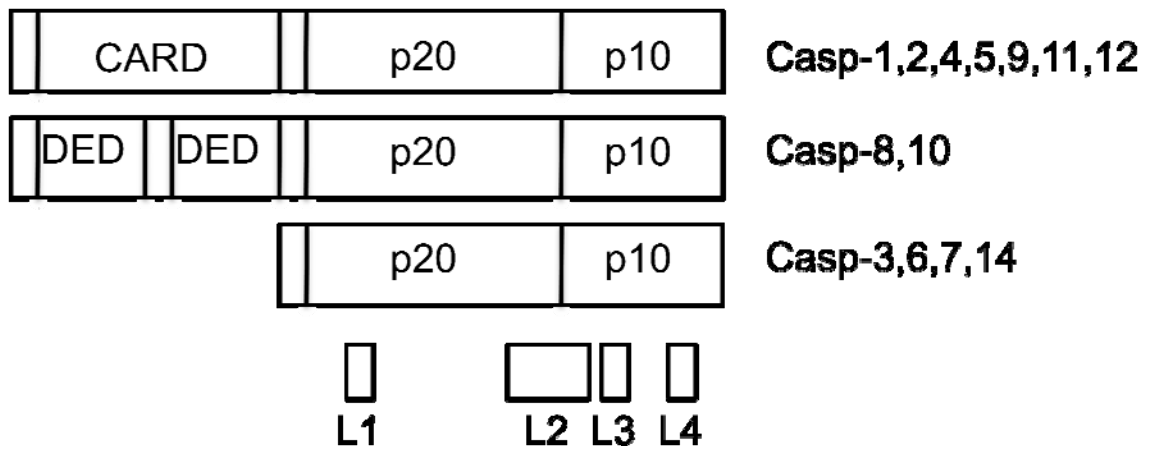 CARD p20 p10 Casp-1,2,4,5,9,11,12
DED DED p20 p10 Casp-8,10
p20 p10 Casp-3,6,7,14
L1 L2 L3 L4